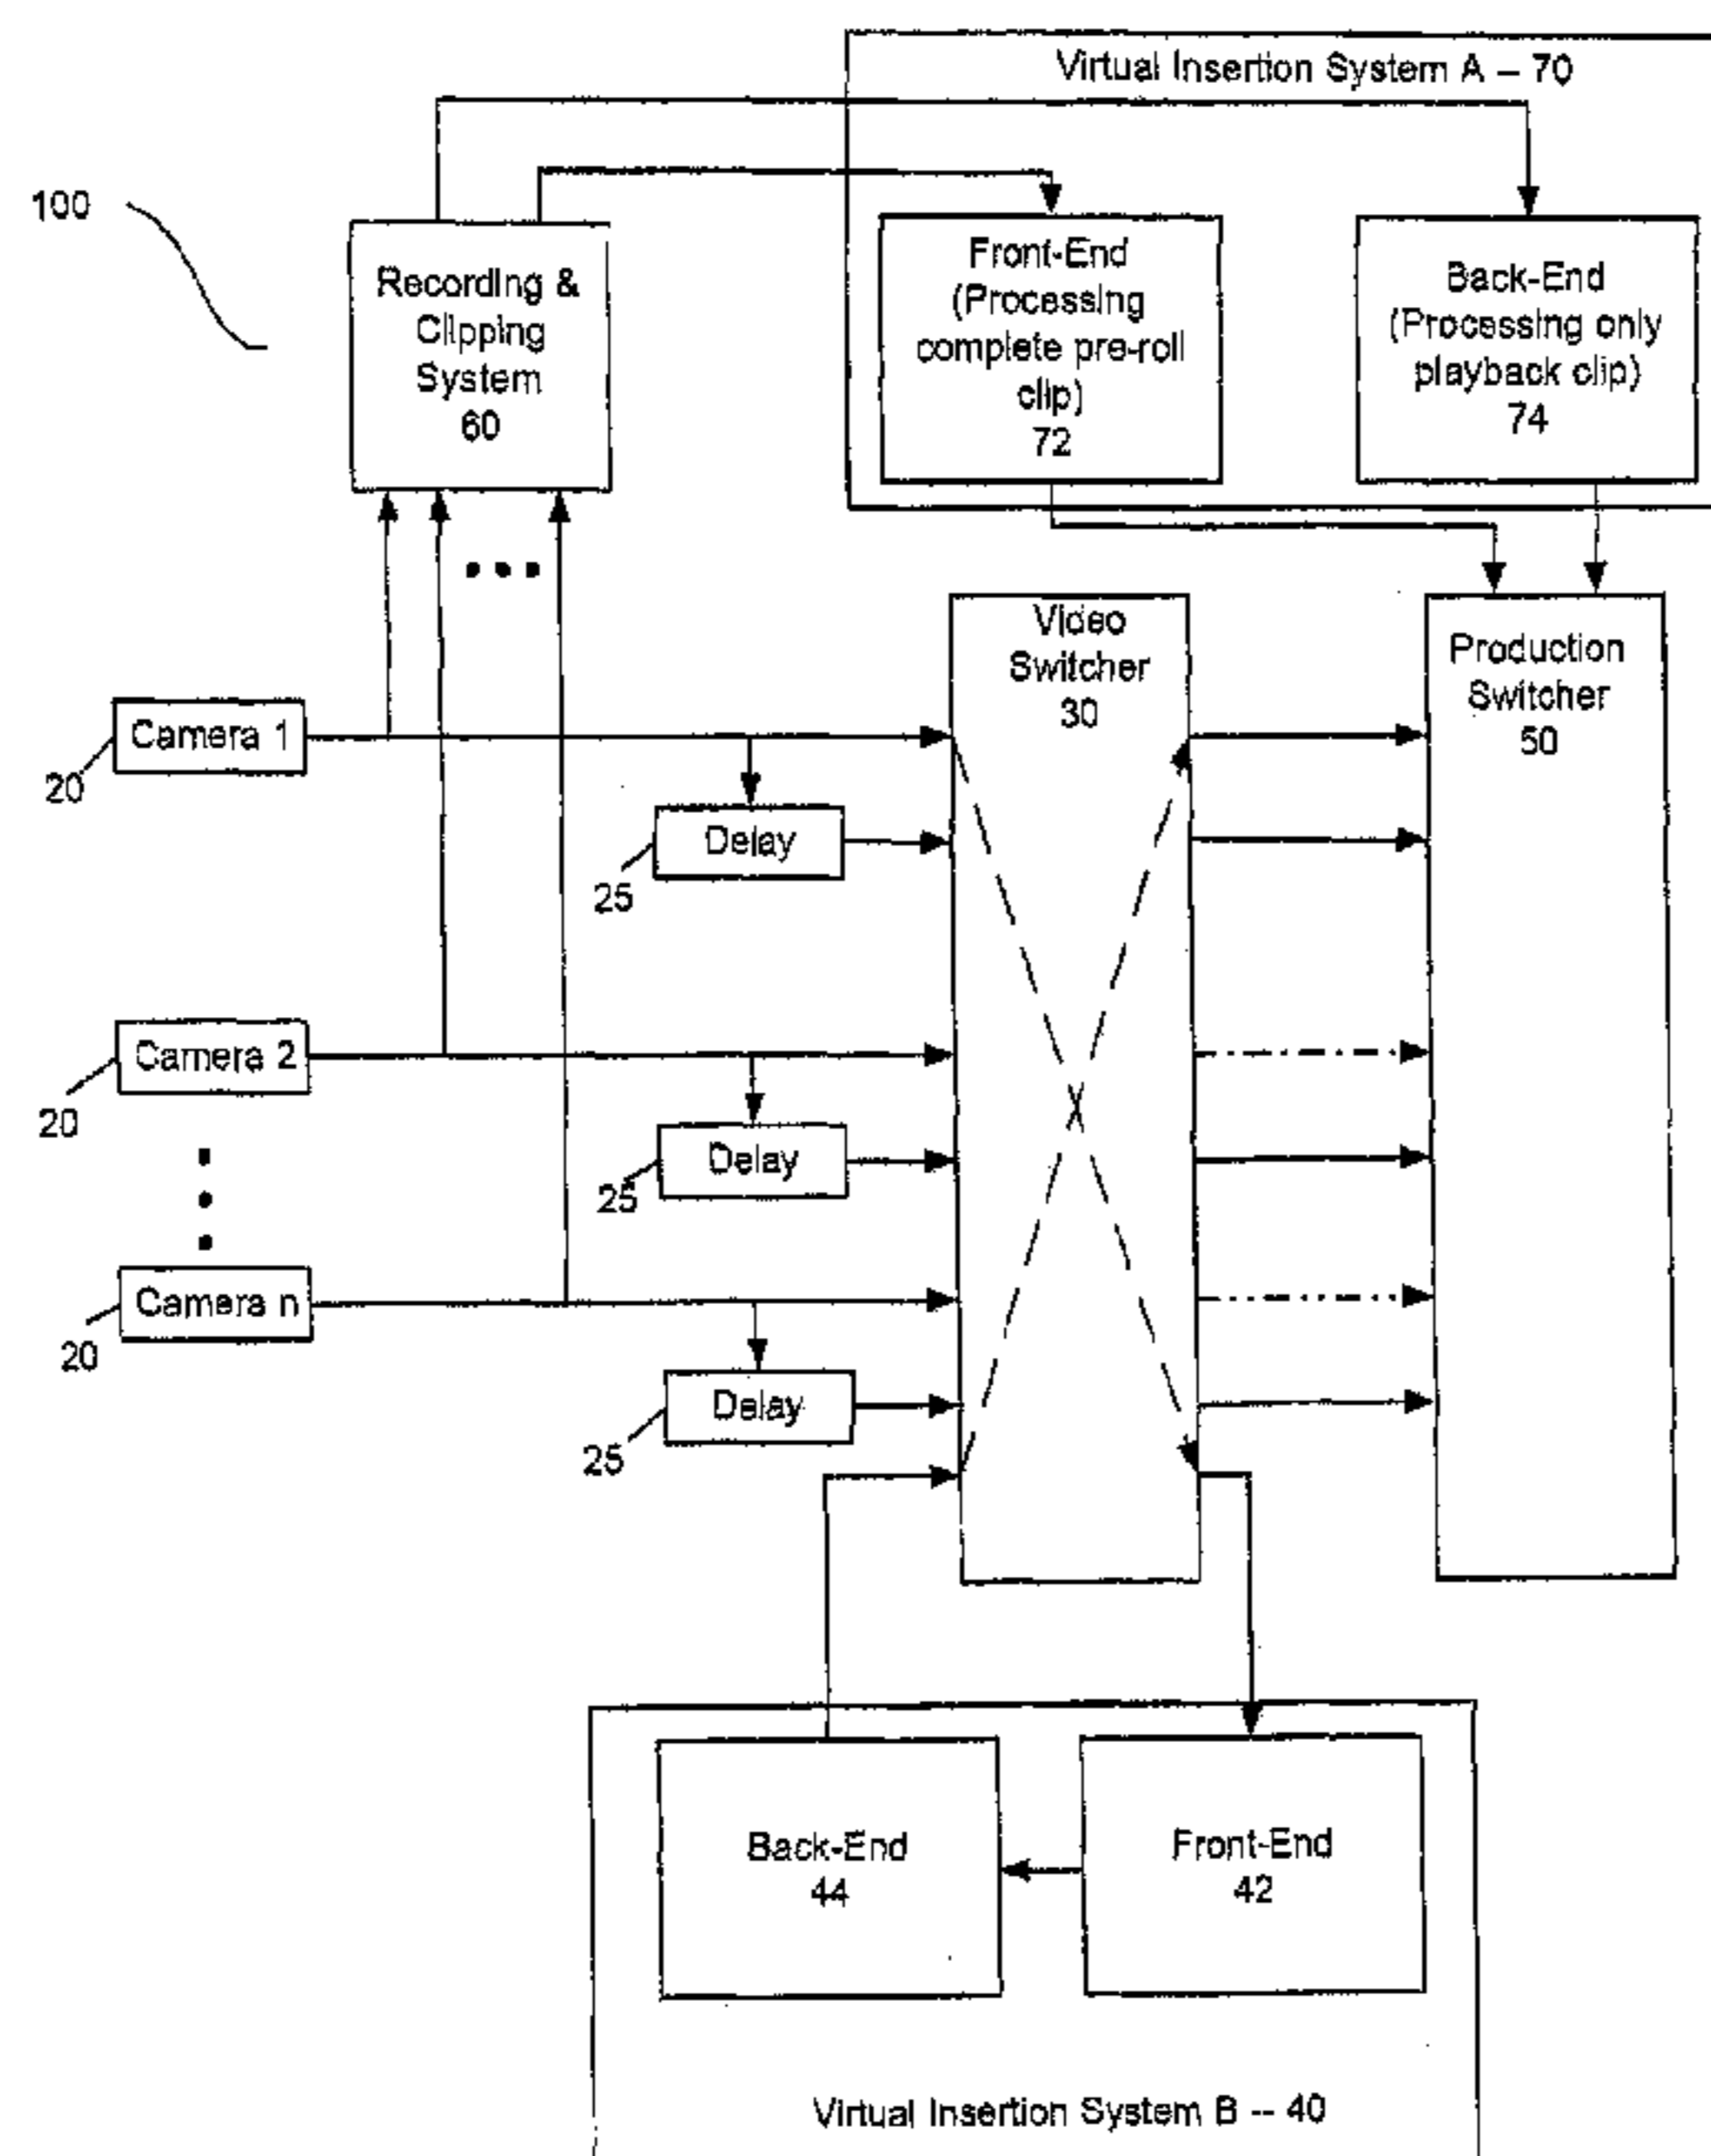 Virtual Insertion System A – 70
100
Recording &
Clipping
System
60
Front-End
(Processing
complete pre-roll
clip)
72
Back-End
(Processing only
playback clip)
74
Video
Switcher
30
Production
Switcher
50
Camera 1
20
Delay
25
Camera 2
20
Delay
25
Camera n
20
Delay
25
Back-End
44
Front-End
42
Virtual Insertion System B -- 40